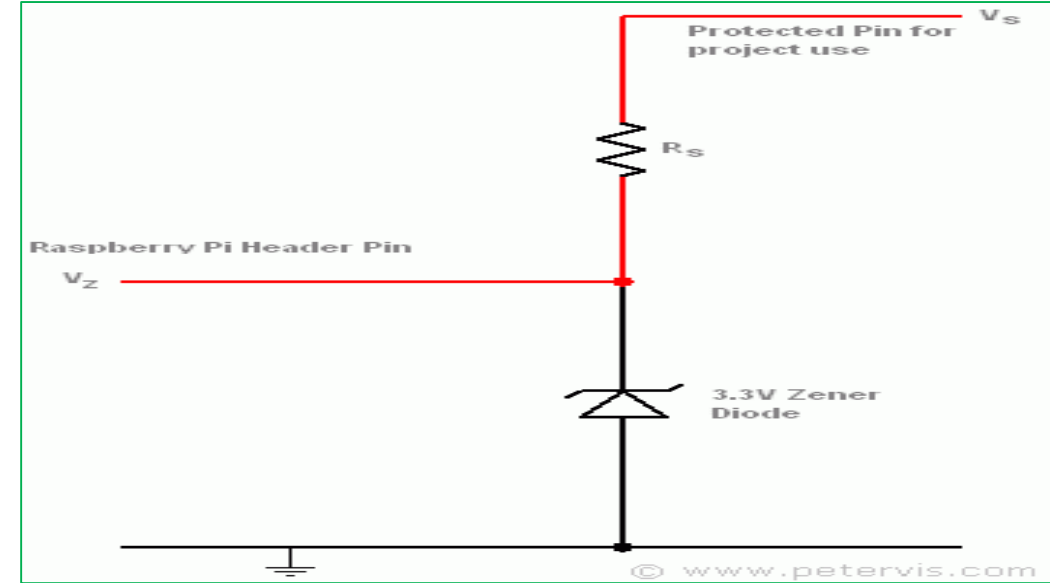 Vs
Protected Pin for
project use
Rs
Raspberry Pi Header Pin
Vz
3.3V Zener
Diode
© www.petervis.com